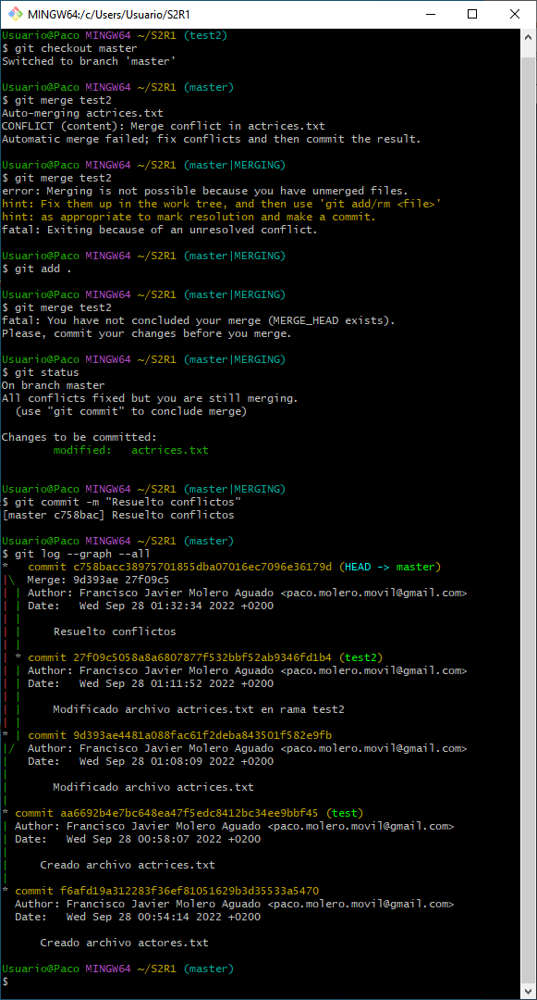 MINGW64:/c/Users/Usuario/S2R1
Usuario@Paco MINGW64 ~/S2R1 (test2)
$ git checkout master
Switched to branch 'master'
Usuario@Paco MINGW64 ~/S2R1 (master)
$ git merge test2
Auto-merging actrices.txt
CONFLICT (content): Merge conflict in actrices.txt
Automatic merge failed; fix conflicts and then commit the result.
Usuario@Paco MINGW64 ~/S2R1 (master|MERGING)
$ git merge test2
error: Merging is not possible because you have unmerged files.
hint: Fix them up in the work tree, and then use 'git add/rm <file>'
hint: as appropriate to mark resolution and make a commit.
fatal: Exiting because of an unresolved conflict.
Usuario@Paco MINGW64 ~/S2R1 (master|MERGING)
$ git add .
Usuario@Paco MINGW64 ~/S2R1 (master|MERGING)
$ git merge test2
fatal: You have not concluded your merge (MERGE_HEAD exists).
Please, commit your changes before you merge.
Usuario@Paco MINGW64 ~/S2R1 (master|MERGING)
$ git status
On branch master
All conflicts fixed but you are still merging.
  (use "git commit" to conclude merge)
Changes to be committed:
        modified:   actrices.txt
Usuario@Paco MINGW64 ~/S2R1 (master|MERGING)
$ git commit -m "Resuelto conflictos"
[master c758bac] Resuelto conflictos
Usuario@Paco MINGW64 ~/S2R1 (master)
$ git log --graph --all
*   commit c758bacc38975701855dba07016ec7096e36179d (HEAD -> master)
|\  Merge: 9d393ae 27f09c5
| | Author: Francisco Javier Molero Aguado <paco.molero.movil@gmail.com>
| | Date:   Wed Sep 28 01:32:34 2022 +0200
| |
| |     Resuelto conflictos
| |
| * commit 27f09c5058a8a6807877f532bbf52ab9346fd1b4 (test2)
| | Author: Francisco Javier Molero Aguado <paco.molero.movil@gmail.com>
| | Date:   Wed Sep 28 01:11:52 2022 +0200
| |
| |     Modificado archivo actrices.txt en rama test2
| |
* | commit 9d393ae4481a088fac61f2deba843501f582e9fb
|/  Author: Francisco Javier Molero Aguado <paco.molero.movil@gmail.com>
|   Date:   Wed Sep 28 01:08:09 2022 +0200
|
|       Modificado archivo actrices.txt
|
* commit aa6692b4e7bc648ea47f5edc8412bc34ee9bbf45 (test)
| Author: Francisco Javier Molero Aguado <paco.molero.movil@gmail.com>
| Date:   Wed Sep 28 00:58:07 2022 +0200
|
|     Creado archivo actrices.txt
|
* commit f6afd19a312283f36ef81051629b3d35533a5470
  Author: Francisco Javier Molero Aguado <paco.molero.movil@gmail.com>
  Date:   Wed Sep 28 00:54:14 2022 +0200
      Creado archivo actores.txt
Usuario@Paco MINGW64 ~/S2R1 (master)
$